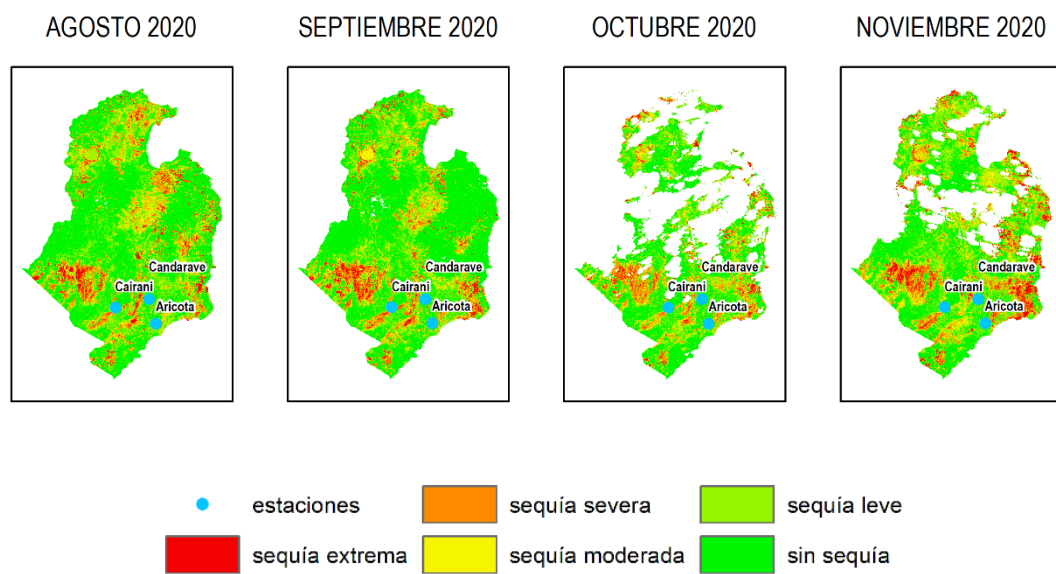 AGOSTO 2020
SEPTIEMBRE 2020
OCTUBRE 2020
NOVIEMBRE 2020
Candarave
Cairani
Aricota
Candarave
Cairani
Aricota
Candarave
Cairani
Aricota
Candarave
Cairani
Aricota
estaciones
sequía severa
sequía leve
sequía extrema
sequía moderada
sin sequía